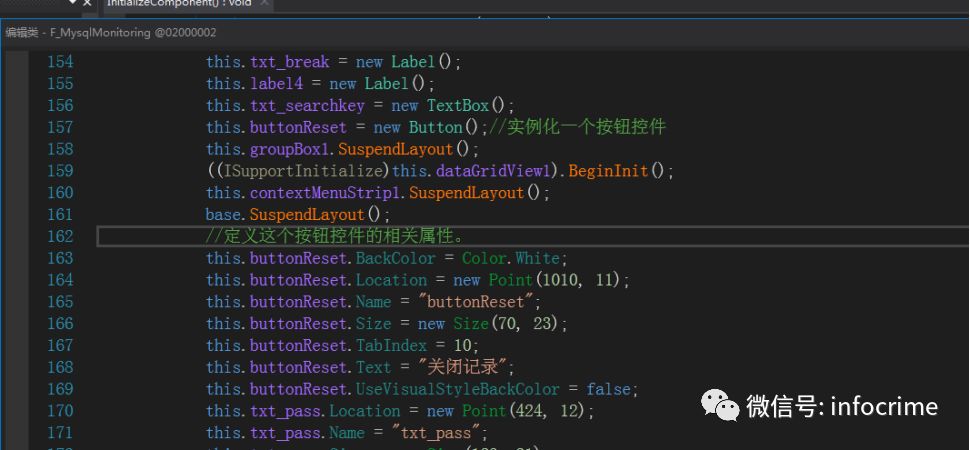 InitializeComponent() : void
编辑类 - F_MysqlMonitoring @02000002
154 this.txt_break = new Label();
155 this.label4 = new Label();
156 this.txt_searchkey = new TextBox();
157 this.buttonReset = new Button();//实例化一个按钮控件
158 this.groupBox1.SuspendLayout();
159 ((ISupportInitialize)this.dataGridView1).BeginInit();
160 this.contextMenuStrip1.SuspendLayout();
161 base.SuspendLayout();
162 //定义这个按钮控件的相关属性。
163 this.buttonReset.BackColor = Color.White;
164 this.buttonReset.Location = new Point(1010, 11);
165 this.buttonReset.Name = "buttonReset";
166 this.buttonReset.Size = new Size(70, 23);
167 this.buttonReset.TabIndex = 10;
168 this.buttonReset.Text = "关闭记录";
169 this.buttonReset.UseVisualStyleBackColor = false;
170 this.txt_pass.Location = new Point(424, 12);
171 this.txt_pass.Name = "txt_pass";
微信号: infocrime